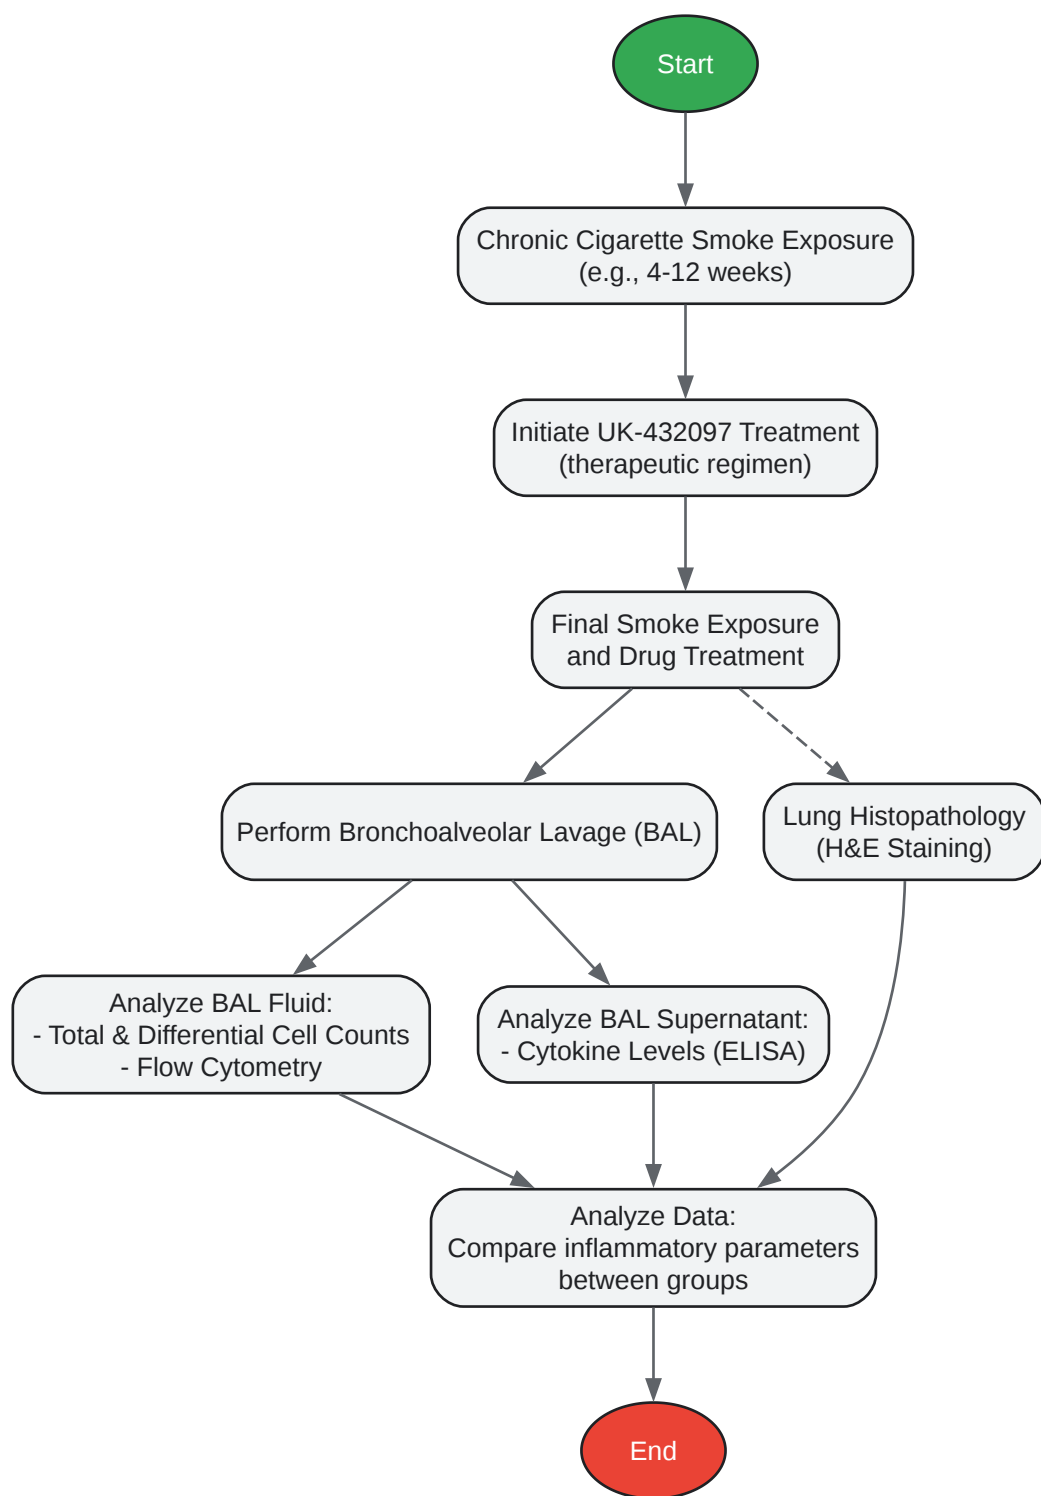 Start
Chronic Cigarette Smoke Exposure
(e.g., 4-12 weeks)
Initiate UK-432097 Treatment
(therapeutic regimen)
Final Smoke Exposure
and Drug Treatment
Perform Bronchoalveolar Lavage (BAL)
Lung Histopathology
(H&E Staining)
Analyze BAL Fluid:
- Total & Differential Cell Counts
- Flow Cytometry
Analyze BAL Supernatant:
- Cytokine Levels (ELISA)
Analyze Data:
Compare inflammatory parameters
between groups
End